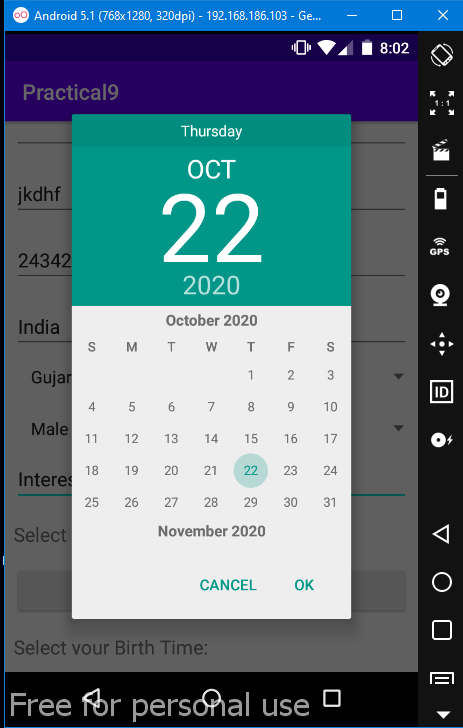 Android 5.1 (768x1280, 320dpi) - 192.168.186.103 - Ge...
8:02
1:1
Practical9
GPS
ID
Thursday
OCT
22
2020
jkdhf
24342
India
Gujar
Male
Interes
October 2020
S M T W T F S
1 2 3
4 5 6 7 8 9 10
11 12 13 14 15 16 17
18 19 20 21 22 23 24
25 26 27 28 29 30 31
November 2020
Select
CANCEL OK
Select your Birth Time:
Free for personal use